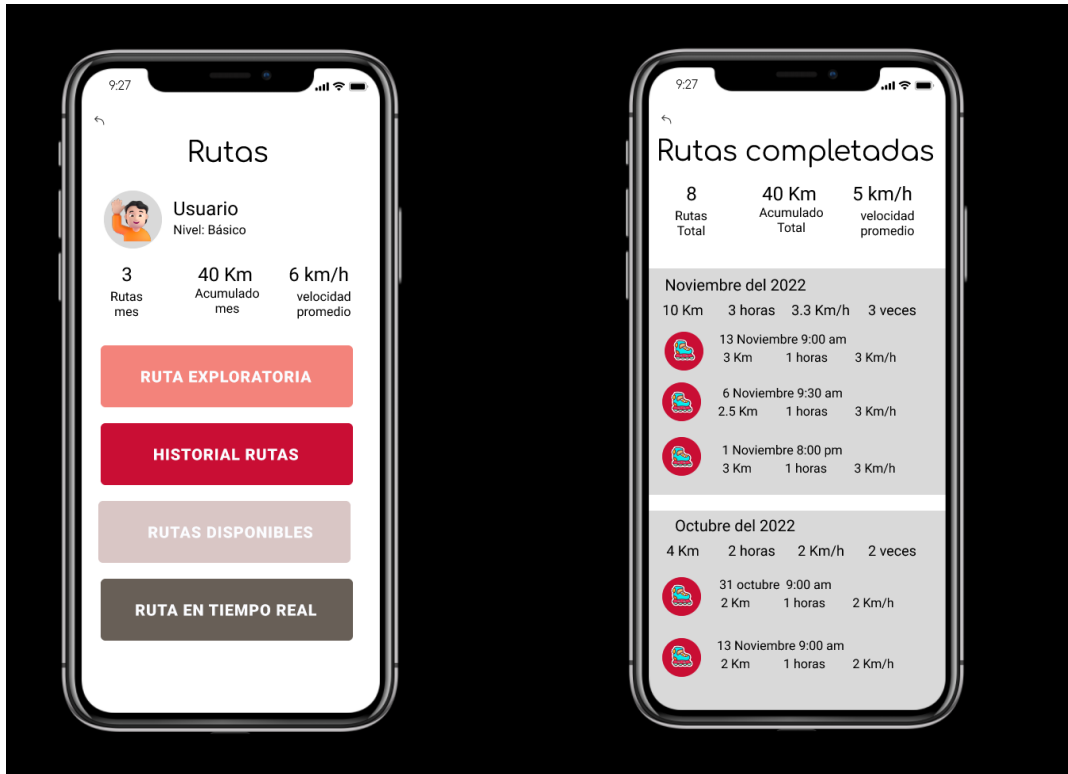 9:27
Rutas
Usuario
Nivel: Básico
3 40 Km 6 km/h
Rutas Acumulado velocidad
mes mes promedio
RUTA EXPLORATORIA
HISTORIAL RUTAS
RUTAS DISPONIBLES
RUTA EN TIEMPO REAL
9:27
Rutas completadas
8 40 Km 5 km/h
Rutas Acumulado velocidad
Total Total promedio
Noviembre del 2022
10 Km 3 horas 3.3 Km/h 3 veces
13 Noviembre 9:00 am
3 Km 1 horas 3 Km/h
6 Noviembre 9:30 am
2.5 Km 1 horas 3 Km/h
1 Noviembre 8:00 pm
3 Km 1 horas 3 Km/h
Octubre del 2022
4 Km 2 horas 2 Km/h 2 veces
31 octubre 9:00 am
2 Km 1 horas 2 Km/h
13 Noviembre 9:00 am
2 Km 1 horas 2 Km/h